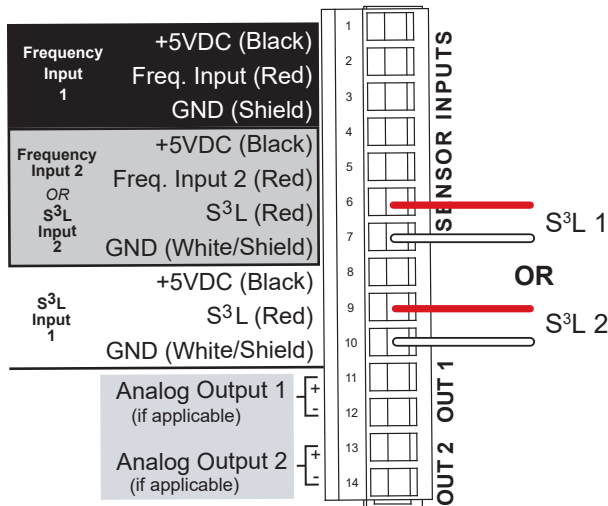 Frequency
Input
1
+5VDC (Black)
Freq. Input (Red)
GND (Shield)
Frequency
Input 2
OR
S³L
Input
2
+5VDC (Black)
Freq. Input 2 (Red)
S³L (Red)
GND (White/Shield)
S³L
Input
1
+5VDC (Black)
S³L (Red)
GND (White/Shield)
Analog Output 1
(if applicable)
+
-
Analog Output 2
(if applicable)
+
-
1
2
3
4
5
6
7
8
9
10
11
12
13
14
SENSOR INPUTS
OUT 1
OUT 2
S³L 1
OR
S³L 2